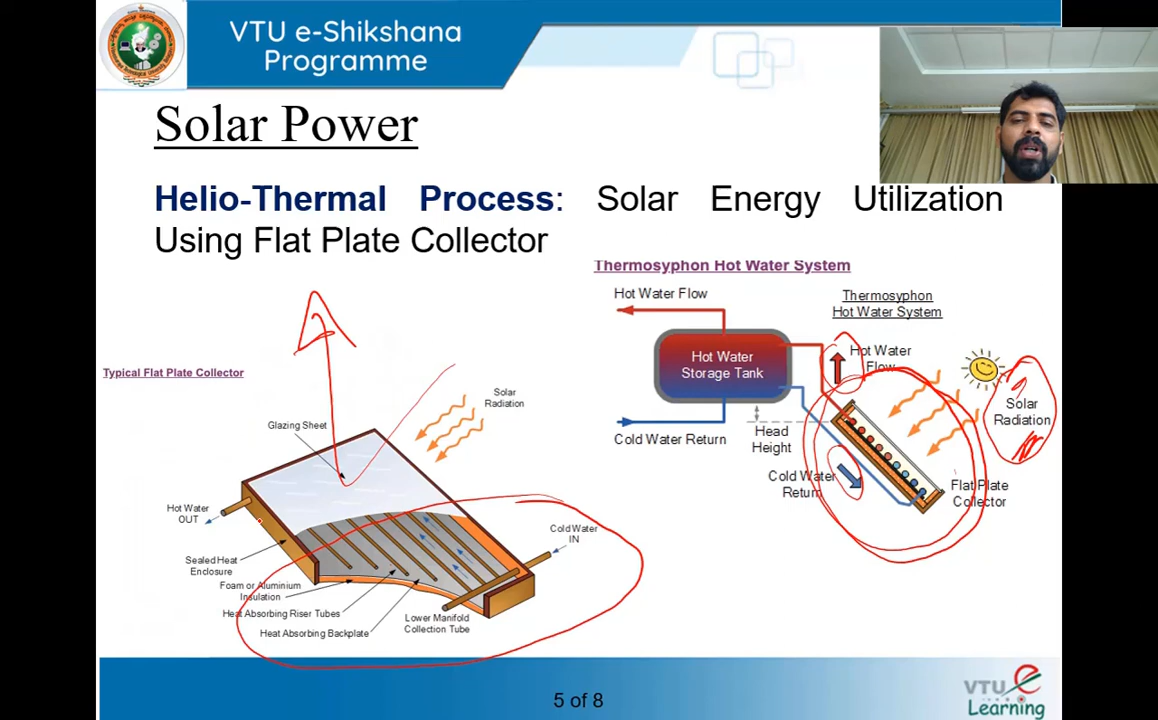 VTU e-Shikshana
Programme
Solar Power
Helio-Thermal Process: Solar Energy Utilization
Using Flat Plate Collector
Thermosyphon Hot Water System
Hot Water Flow
Thermosyphon
Hot Water System
Hot Water
Storage Tank
Hot Water
Flow
Solar
Radiation
Cold Water Return
Head
Height
Cold Water
Return
Flat Plate
Collector
Typical Flat Plate Collector
Solar
Radiation
Glazing Sheet
Hot Water
OUT
Cold Water
IN
Sealed Heat
Enclosure
Foam or Aluminium
Insulation
Heat Absorbing Riser Tubes
Heat Absorbing Backplate
Lower Manifold
Collection Tube
5 of 8
VTU e
Learning